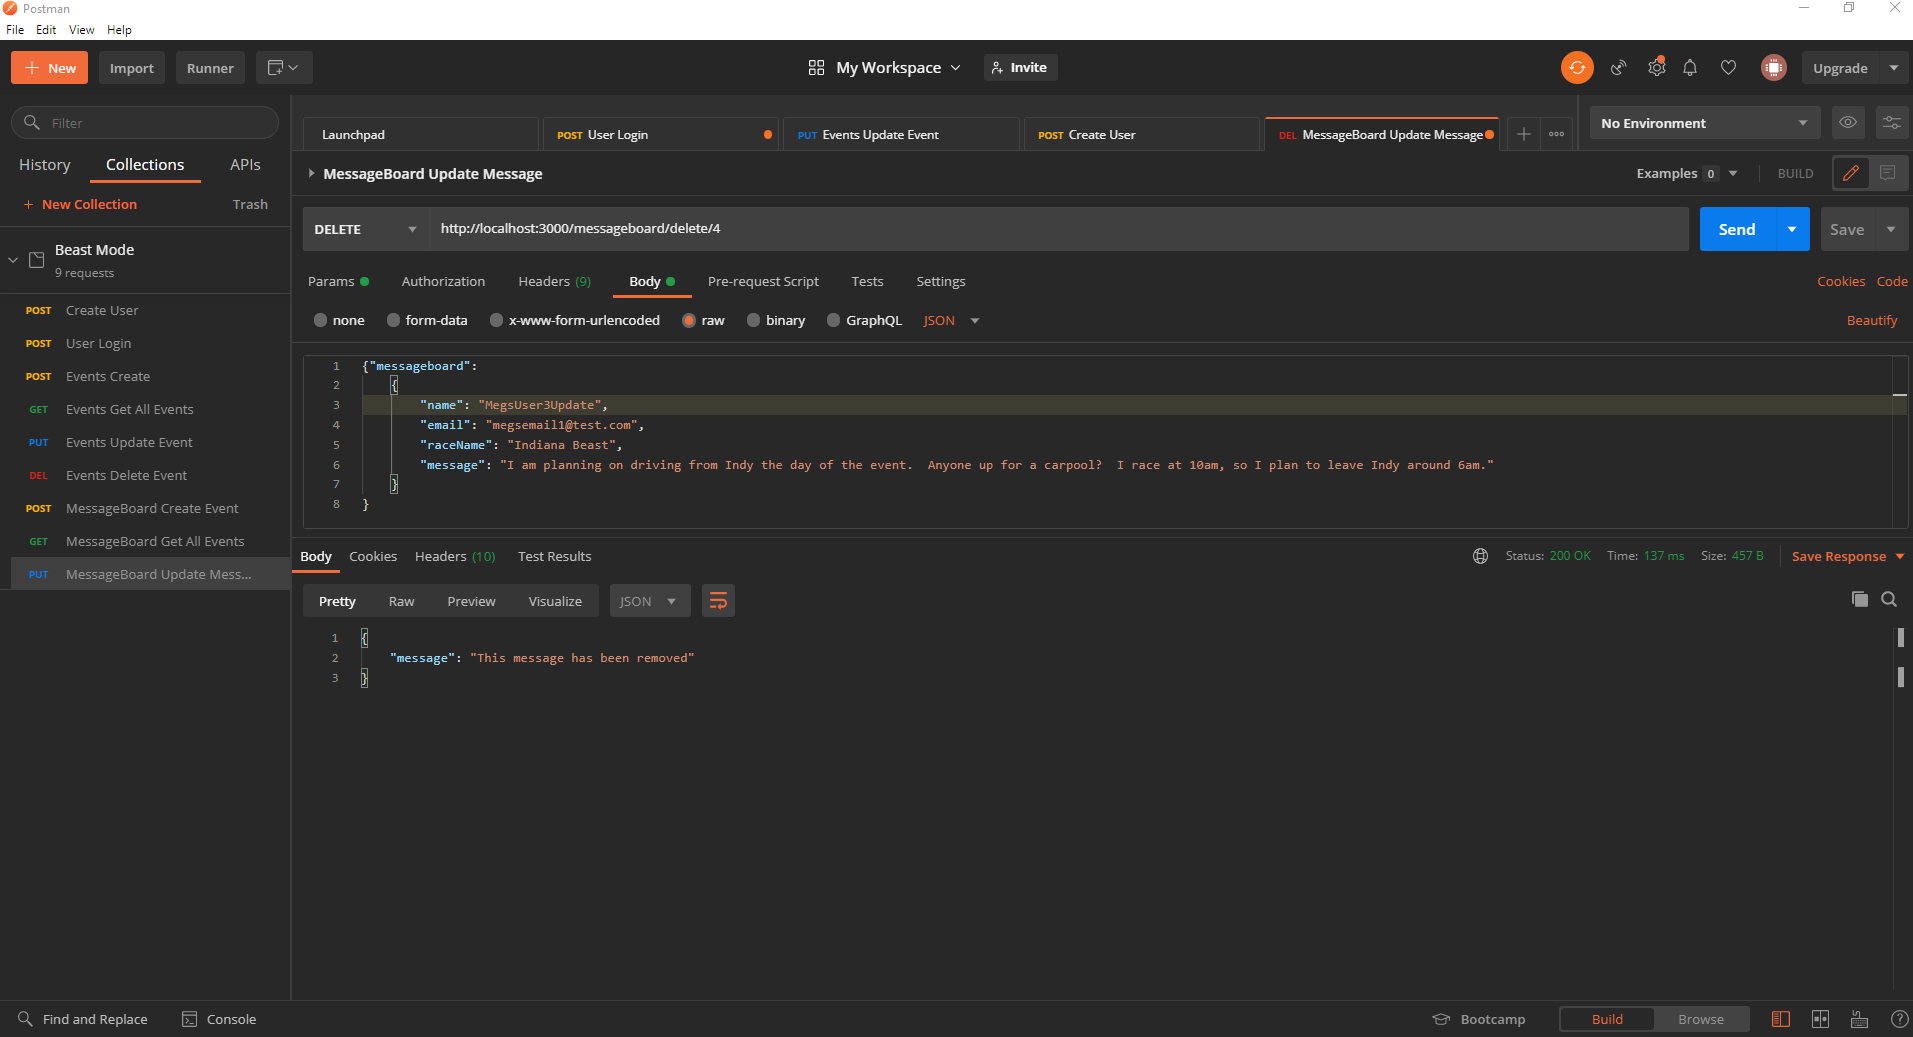 Postman
File Edit View Help
New Import Runner My Workspace Invite Upgrade
Filter
History Collections APIs
+ New Collection Trash
Beast Mode
9 requests
POST Create User
POST User Login
POST Events Create
GET Events Get All Events
PUT Events Update Event
DEL Events Delete Event
POST MessageBoard Create Event
GET MessageBoard Get All Events
PUT MessageBoard Update Mess...
Launchpad POST User Login PUT Events Update Event POST Create User DEL MessageBoard Update Message No Environment
MessageBoard Update Message Examples 0 BUILD
DELETE http://localhost:3000/messageboard/delete/4 Send Save
Params Authorization Headers (9) Body Pre-request Script Tests Settings Cookies Code
none form-data x-www-form-urlencoded raw binary GraphQL JSON Beautify
1 {"messageboard":
2 {
3 "name": "MegsUser3Update",
4 "email": "megsemail1@test.com",
5 "raceName": "Indiana Beast",
6 "message": "I am planning on driving from Indy the day of the event.  Anyone up for a carpool?  I race at 10am, so I plan to leave Indy around 6am."
7 }
8 }
Body Cookies Headers (10) Test Results Status: 200 OK Time: 137 ms Size: 457 B Save Response
Pretty Raw Preview Visualize JSON
1 {
2 "message": "This message has been removed"
3 }
Find and Replace Console Bootcamp Build Browse